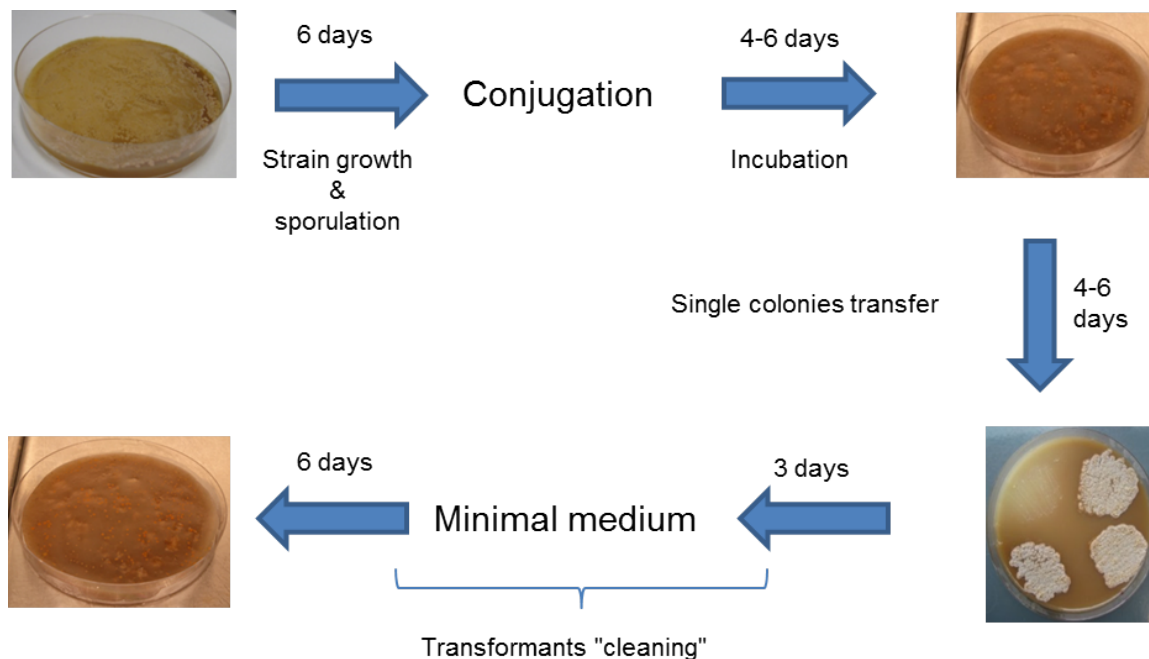 6 days
Strain growth
&
sporulation
Conjugation
4-6 days
Incubation
Single colonies transfer
4-6
days
3 days
Minimal medium
6 days
Transformants "cleaning"